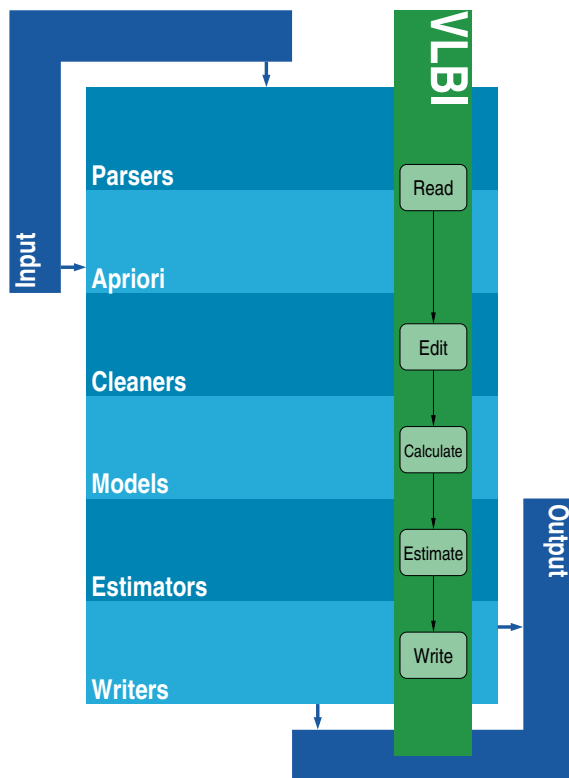 VLBI
Parsers
Read
Input
Apriori
Edit
Cleaners
Calculate
Models
Output
Estimate
Estimators
Write
Writers